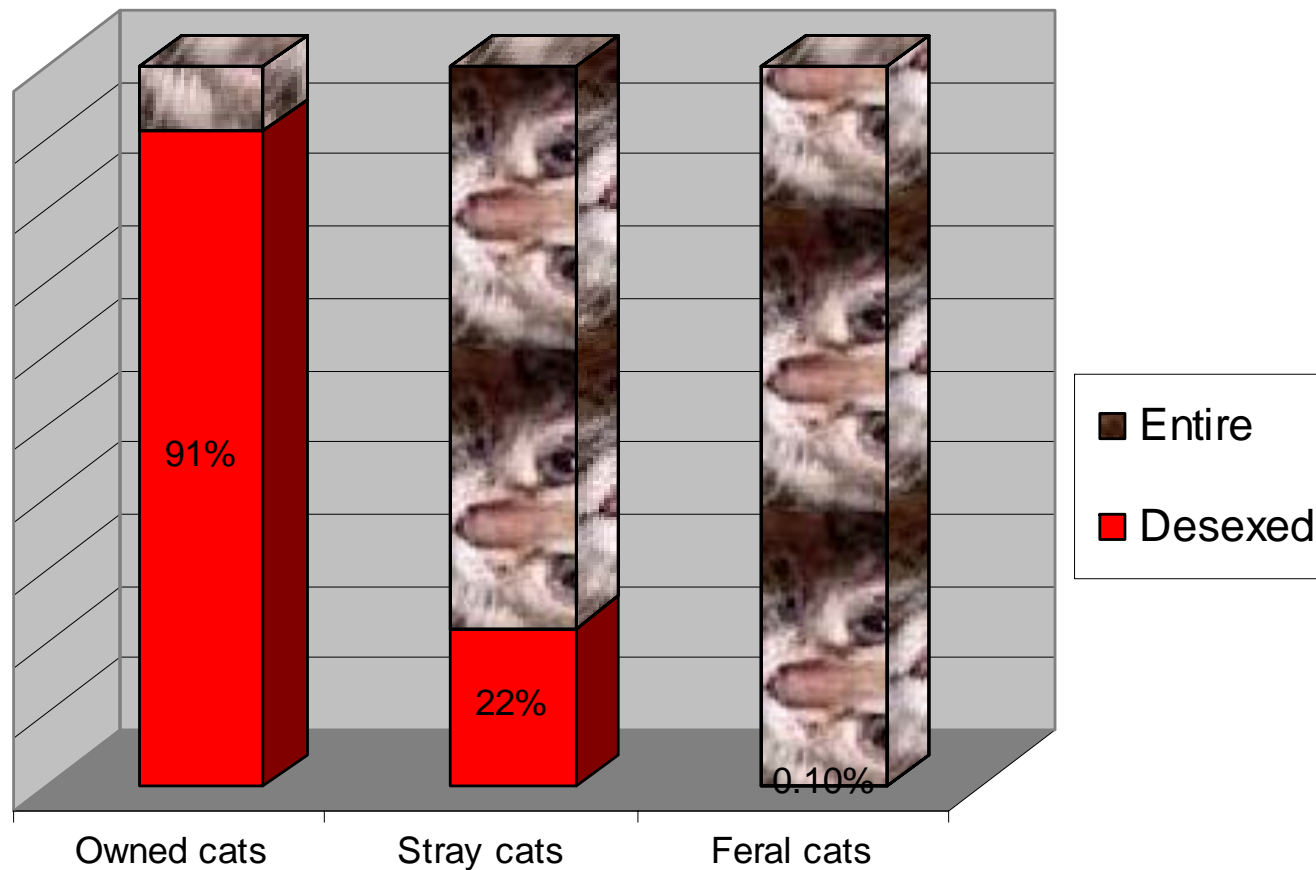 91%
22%
0.10%
Owned cats
Stray cats
Feral cats
Entire
Desexed